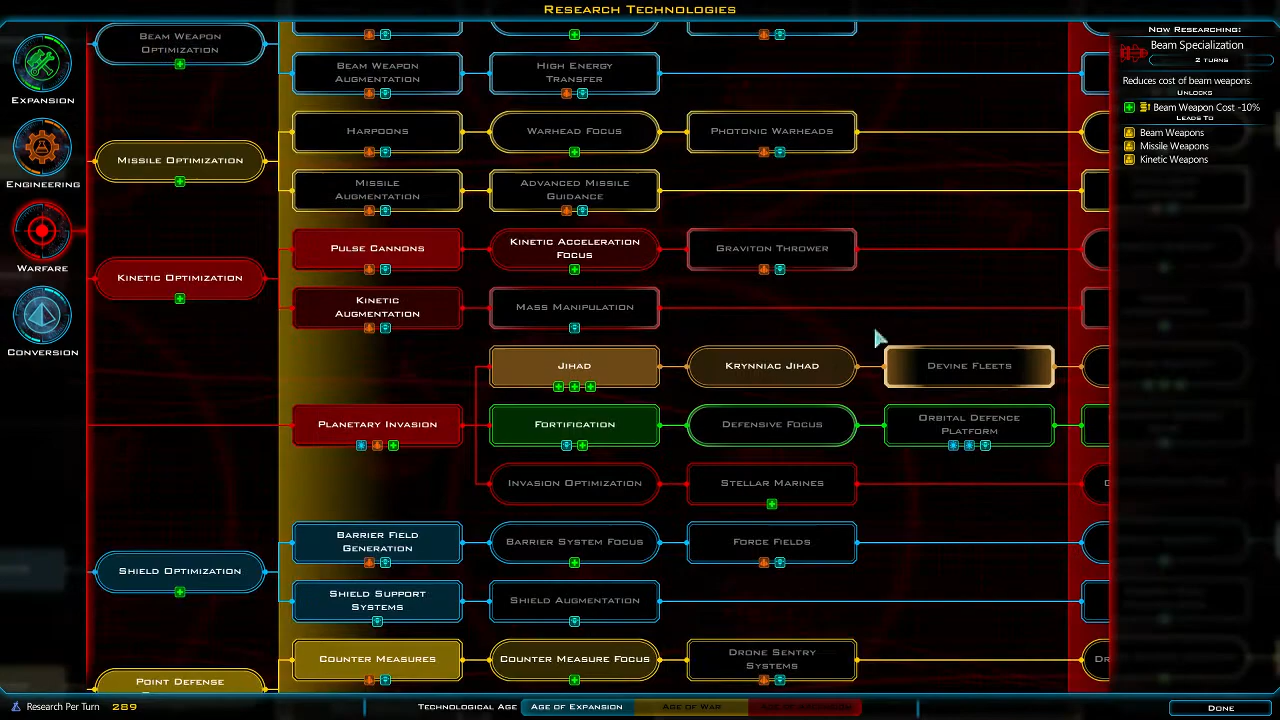 Research Technologies
Expansion
Engineering
Warfare
Conversion
Beam Weapon
Optimization
Beam Weapon
Augmentation
High Energy
Transfer
Missile Optimization
Harpoons
Warhead Focus
Photonic Warheads
Missile
Augmentation
Advanced Missile
Guidance
Kinetic Optimization
Pulse Cannons
Kinetic Acceleration
Focus
Graviton Thrower
Kinetic
Augmentation
Mass Manipulation
Jihad
Krynniac Jihad
Devine Fleets
Planetary Invasion
Fortification
Defensive Focus
Orbital Defence
Platform
Invasion Optimization
Stellar Marines
Shield Optimization
Barrier Field
Generation
Barrier System Focus
Force Fields
Shield Support
Systems
Shield Augmentation
Point Defense
Counter Measures
Counter Measure Focus
Drone Sentry
Systems
Now Researching:
Beam Specialization
2 turns
Reduces cost of beam weapons.
Unlocks
Beam Weapon Cost -10%
Leads to
Beam Weapons
Missile Weapons
Kinetic Weapons
Research Per Turn 289
Technological Age
Age of Expansion
Age of War
Done